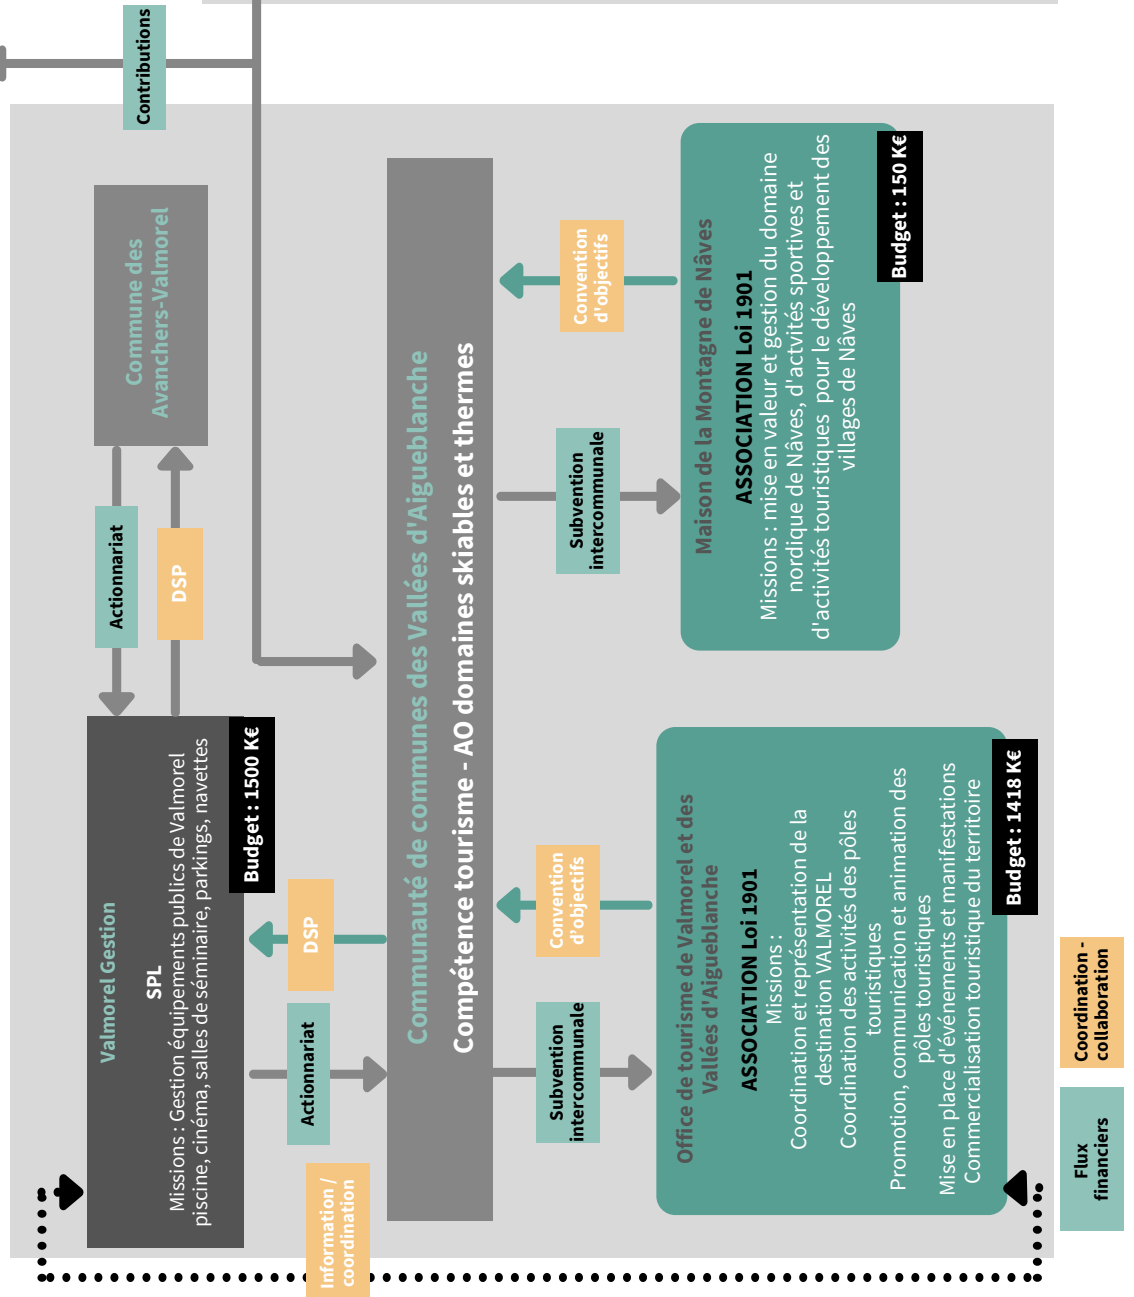 Contributions
Commune des
Avanchers-Valmorel
Actionnariat
DSP
Valmorel Gestion
SPL
Missions : Gestion équipements publics de Valmorel
piscine, cinéma, salles de séminaire, parkings, navettes
Budget : 1500 K€
DSP
Actionnariat
Information /
coordination
Communauté de communes des Vallées d'Aigueblanche
Compétence tourisme - AO domaines skiables et thermes
Convention
d'objectifs
Subvention
intercommunale
Convention
d'objectifs
Subvention
intercommunale
Maison de la Montagne de Nâves
ASSOCIATION Loi 1901
Missions : mise en valeur et gestion du domaine
nordique de Nâves, d'actvités sportives et
d'activités touristiques pour le développement des
villages de Nâves
Budget : 150 K€
Office de tourisme de Valmorel et des
Vallées d'Aigueblanche
ASSOCIATION Loi 1901
Missions :
Coordination et représentation de la
destination VALMOREL
Coordination des activités des pôles
touristiques
Promotion, communication et animation des
pôles touristiques
Mise en place d'événements et manifestations
Commercialisation touristique du territoire
Budget : 1418 K€
Flux
financiers
Coordination -
collaboration